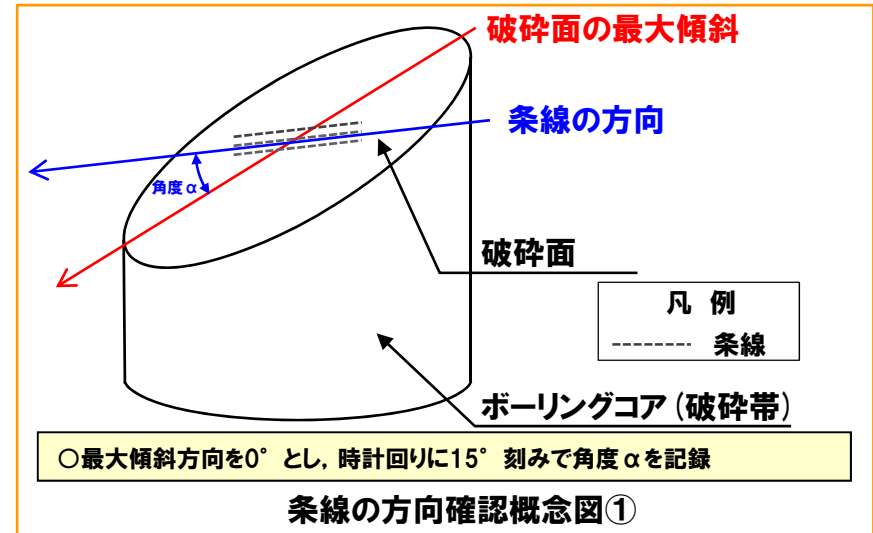 破砕面の最大傾斜
条線の方向
角度α
破砕面
凡 例
条線
ボーリングコア(破砕帯)
○最大傾斜方向を0°とし,時計回りに15°刻みで角度αを記録
条線の方向確認概念図①